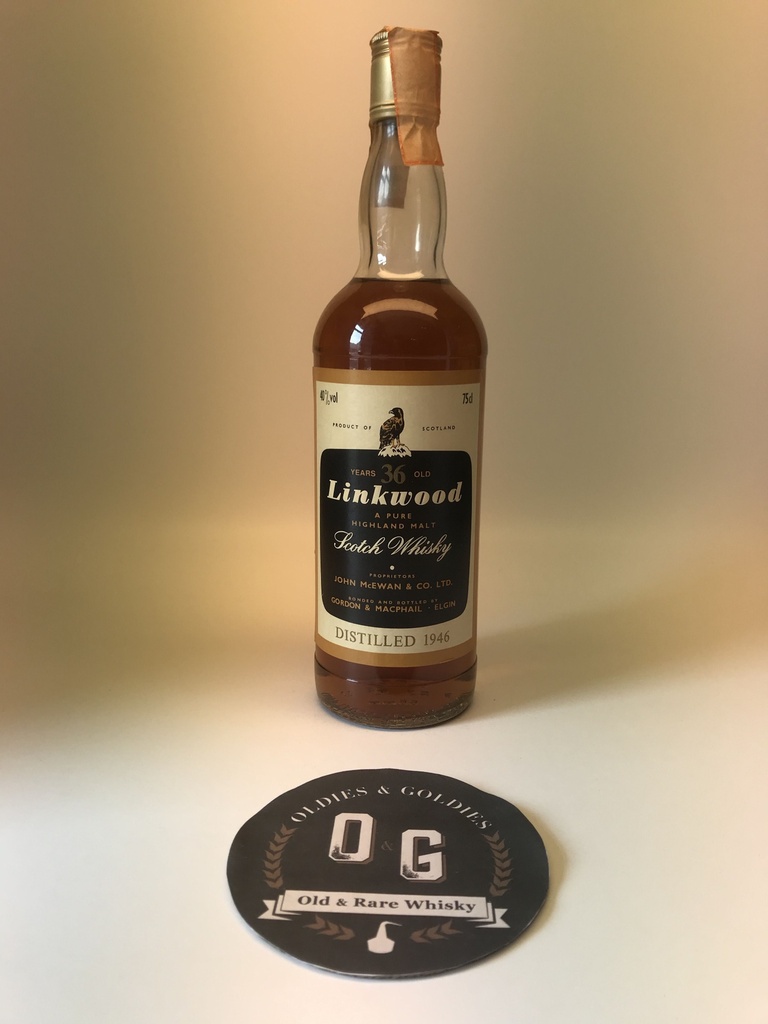 40% vol
75cl
PRODUCT OF SCOTLAND
YEARS 36 OLD
Linkwood
A PURE
HIGHLAND MALT
Scotch Whisky
PROPRIETORS
JOHN McEWAN & CO. LTD.
BONDED AND BOTTLED BY
GORDON & MACPHAIL · ELGIN
DISTILLED 1946
OLDIES & GOLDIES
O & G
Old & Rare Whisky